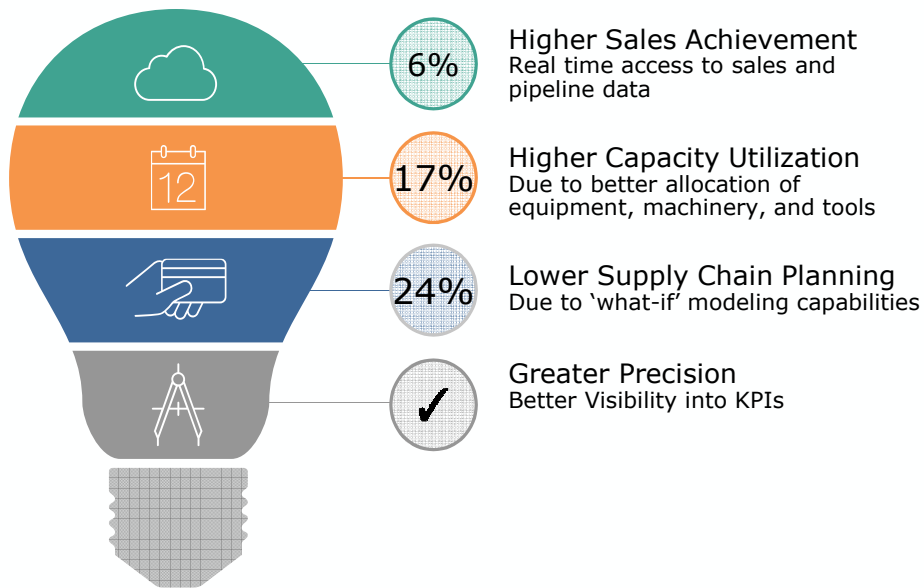 6%
Higher Sales Achievement
Real time access to sales and
pipeline data
12
17%
Higher Capacity Utilization
Due to better allocation of
equipment, machinery, and tools
24%
Lower Supply Chain Planning
Due to ‘what-if’ modeling capabilities
✓
Greater Precision
Better Visibility into KPIs